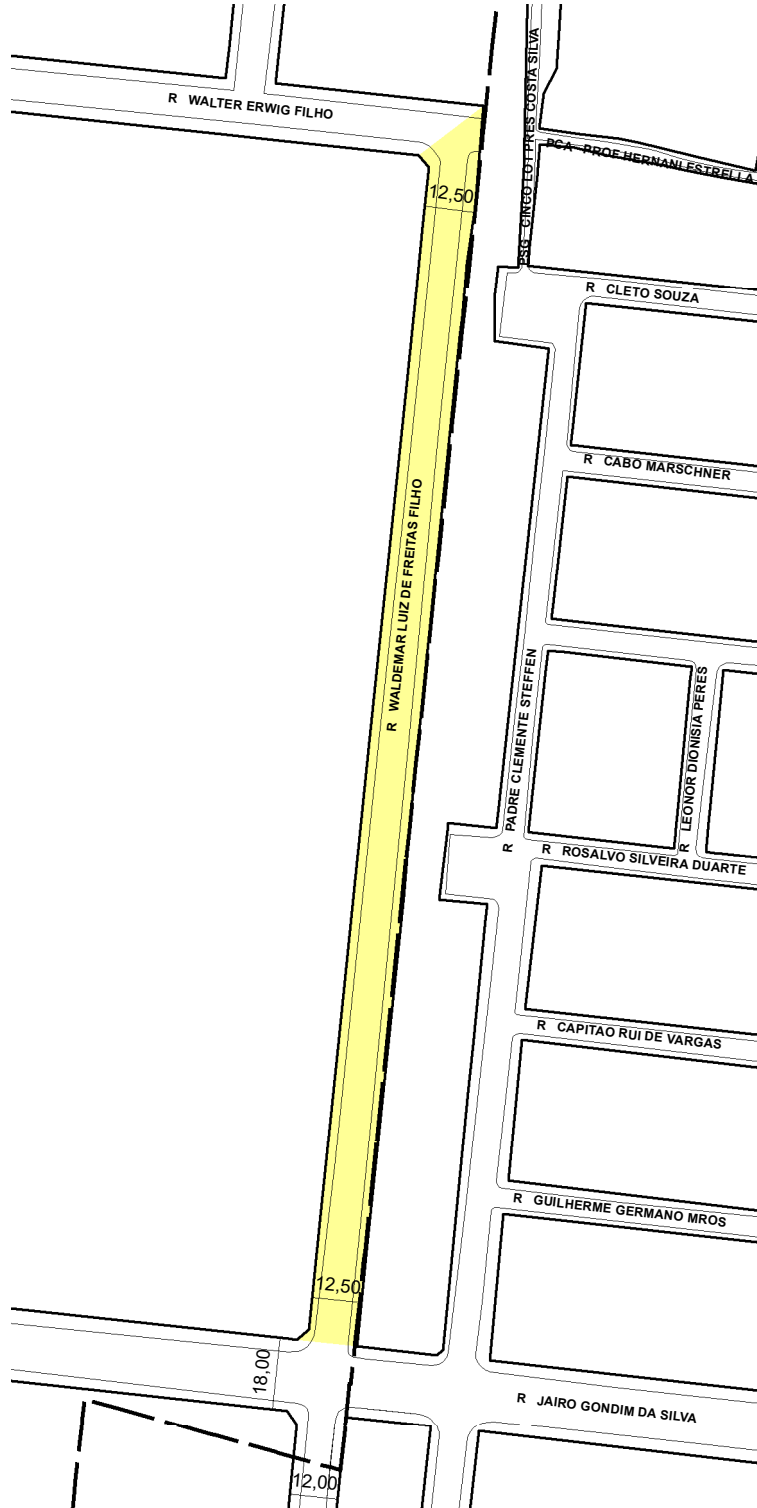 PSG CINCO LOT PRES COSTA SILVA
R WALTER ERWIG FILHO
PCA PROF HERNANI ESTRELLA
12,50
R CLETO SOUZA
R CABO MARSCHNER
R WALDEMAR LUIZ DE FREITAS FILHO
R PADRE CLEMENTE STEFFEN
R LEONOR DIONISIA PERES
R ROSALVO SILVEIRA DUARTE
R CAPITAO RUI DE VARGAS
R GUILHERME GERMANO MROS
12,50
18,00
R JAIRO GONDIM DA SILVA
12,00